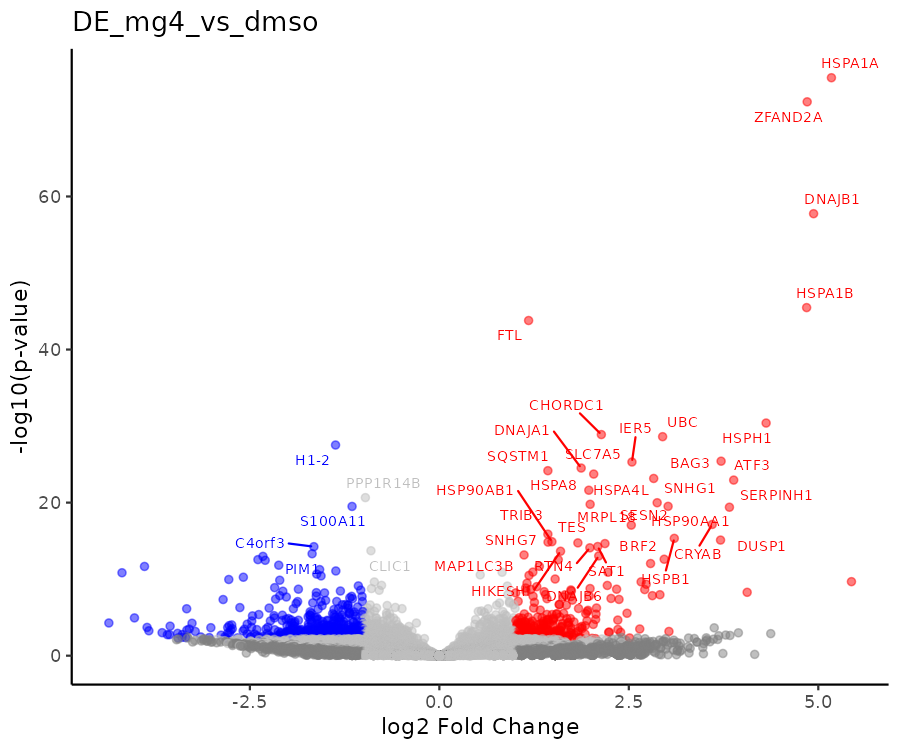 DE_mg4_vs_dmso
HSPA1A
ZFAND2A
60
DNAJB1
HSPA1B
FTL
-log10(p-value)
40
CHORDC1
UBC
IER5
DNAJA1
HSPH1
SLC7A5
SQSTM1
H1-2
BAG3
ATF3
PPP1R14B
HSPA8
HSP90AB1
HSPA4L
SNHG1
SERPINH1
20
TRIB3
MRPL18
SESN2
S100A11
HSP90AA1
TES
C4orf3
SNHG7
BRF2
DUSP1
CRYAB
PIM1
CLIC1
MAP1LC3B
RTN4
SAT1
HSPB1
HIKESHI
DNAJB6
0
-2.5
0.0
2.5
5.0
log2 Fold Change